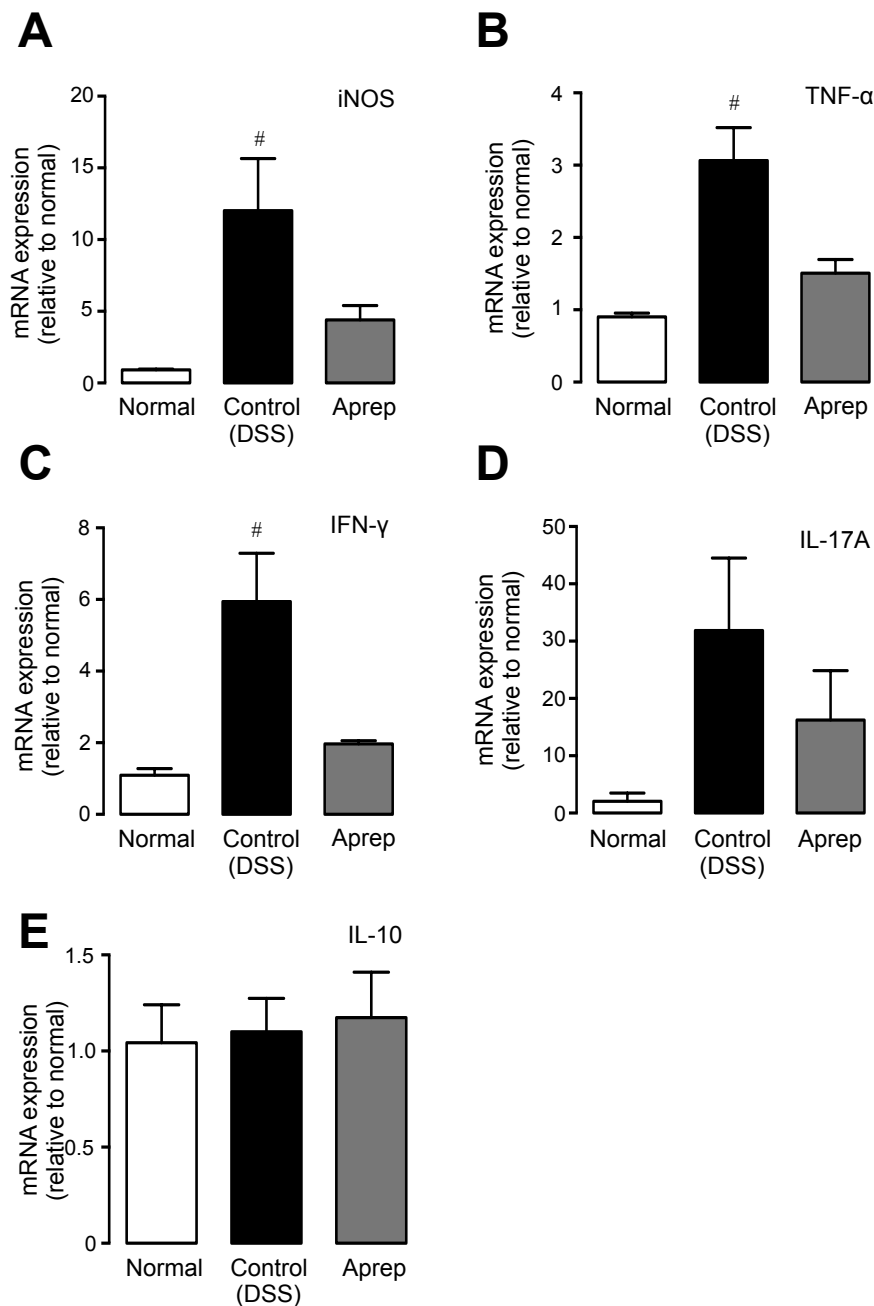 A
iNOS
mRNA expression
(relative to normal)
20
15
10
5
0
#
Normal
Control
(DSS)
Aprep
B
TNF-α
mRNA expression
(relative to normal)
4
3
2
1
0
#
Normal
Control
(DSS)
Aprep
C
IFN-γ
mRNA expression
(relative to normal)
8
6
4
2
0
#
Normal
Control
(DSS)
Aprep
D
IL-17A
mRNA expression
(relative to normal)
50
40
30
20
10
0
Normal
Control
(DSS)
Aprep
E
IL-10
mRNA expression
(relative to normal)
1.5
1.0
0.5
0
Normal
Control
(DSS)
Aprep